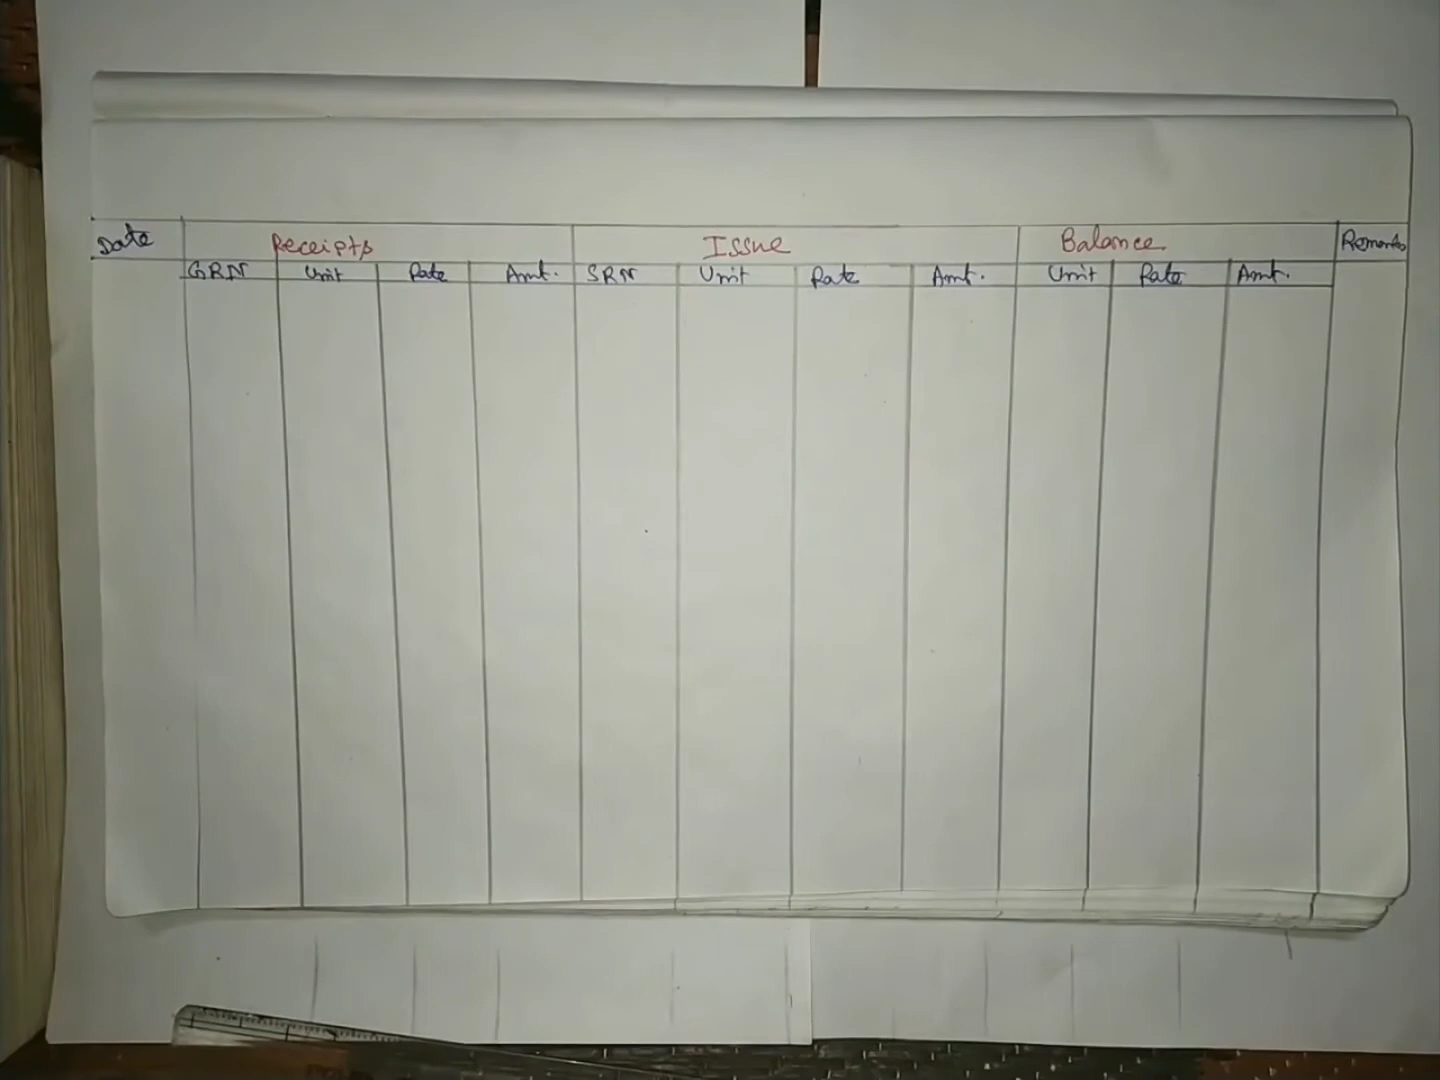 Date Receipts Issue Balance Remarks
GRN Unit Rate Amt. SRN Unit Rate Amt. Unit Rate Amt.